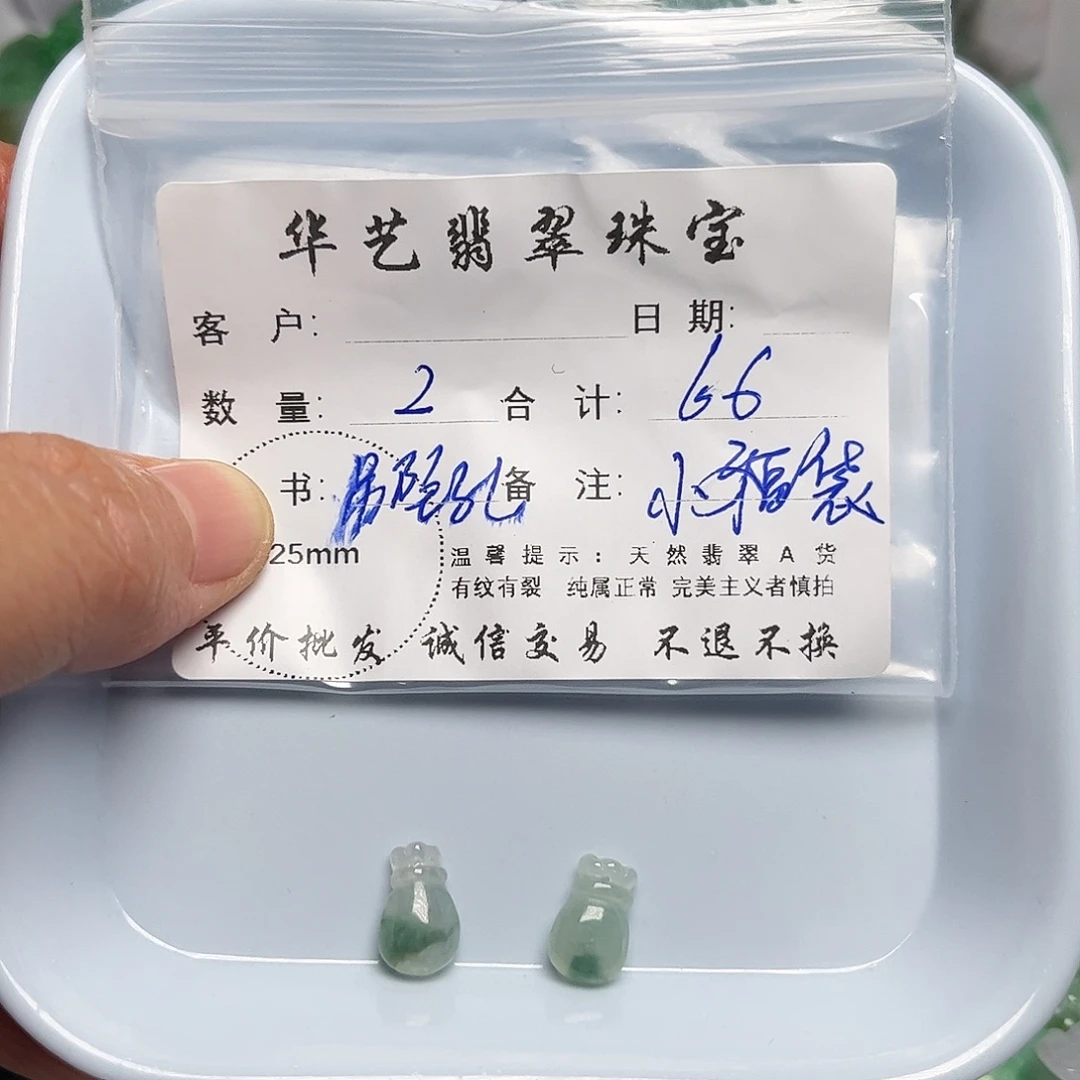 华艺翡翠珠宝
客 户: 日期:
数 量: 2 合 计: 66
书: 隐孔 备 注: 小福袋
25mm 温馨提示: 天然翡翠A货
有纹有裂 纯属正常 完美主义者慎拍
平价批发 诚信交易 不退不换